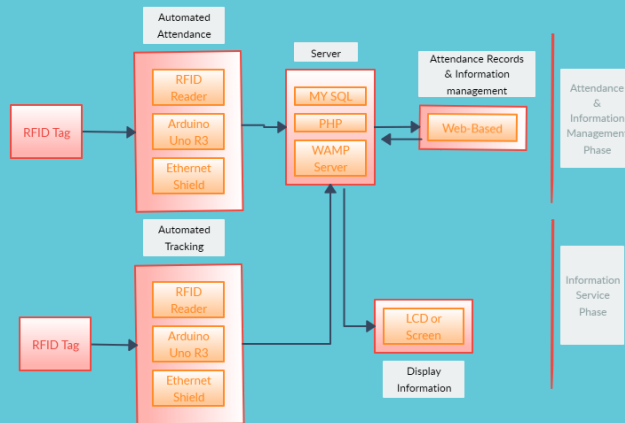 Automated
Attendance
RFID
Reader
Arduino
Uno R3
Ethernet
Shield
RFID Tag
Server
MY SQL
PHP
WAMP
Server
Attendance Records
& Information
management
Web-Based
Attendance
&
Information
Management
Phase
Automated
Tracking
RFID
Reader
Arduino
Uno R3
Ethernet
Shield
RFID Tag
LCD or
Screen
Display
Information
Information
Service
Phase